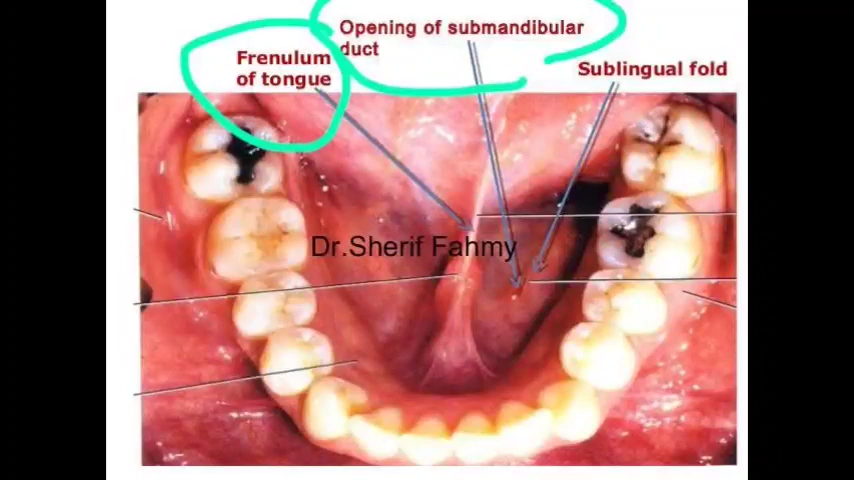 Opening of submandibular
duct
Frenulum
of tongue
Sublingual fold
Dr.Sherif Fahmy